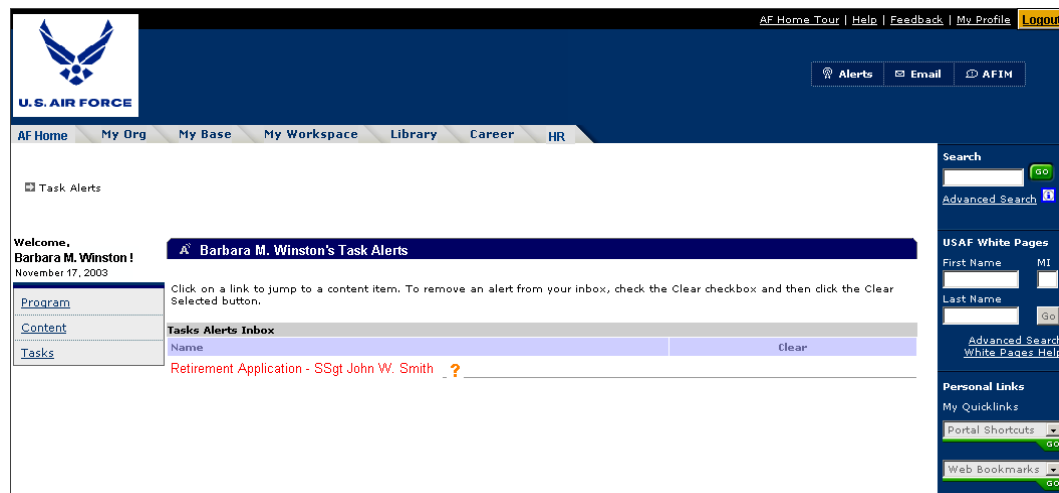 AF Home Tour | Help | Feedback | My Profile Logout
Alerts Email AFIM
U.S. AIR FORCE
AF Home My Org My Base My Workspace Library Career HR
Search
GO
Advanced Search
Task Alerts
Welcome,
Barbara M. Winston !
November 17, 2003
Program
Content
Tasks
Barbara M. Winston's Task Alerts
Click on a link to jump to a content item. To remove an alert from your inbox, check the Clear checkbox and then click the Clear
Selected button.
Tasks Alerts Inbox
Name Clear
Retirement Application - SSgt John W. Smith ?
USAF White Pages
First Name MI
Last Name
Go
Advanced Search
White Pages Help
Personal Links
My Quicklinks
Portal Shortcuts
GO
Web Bookmarks
GO